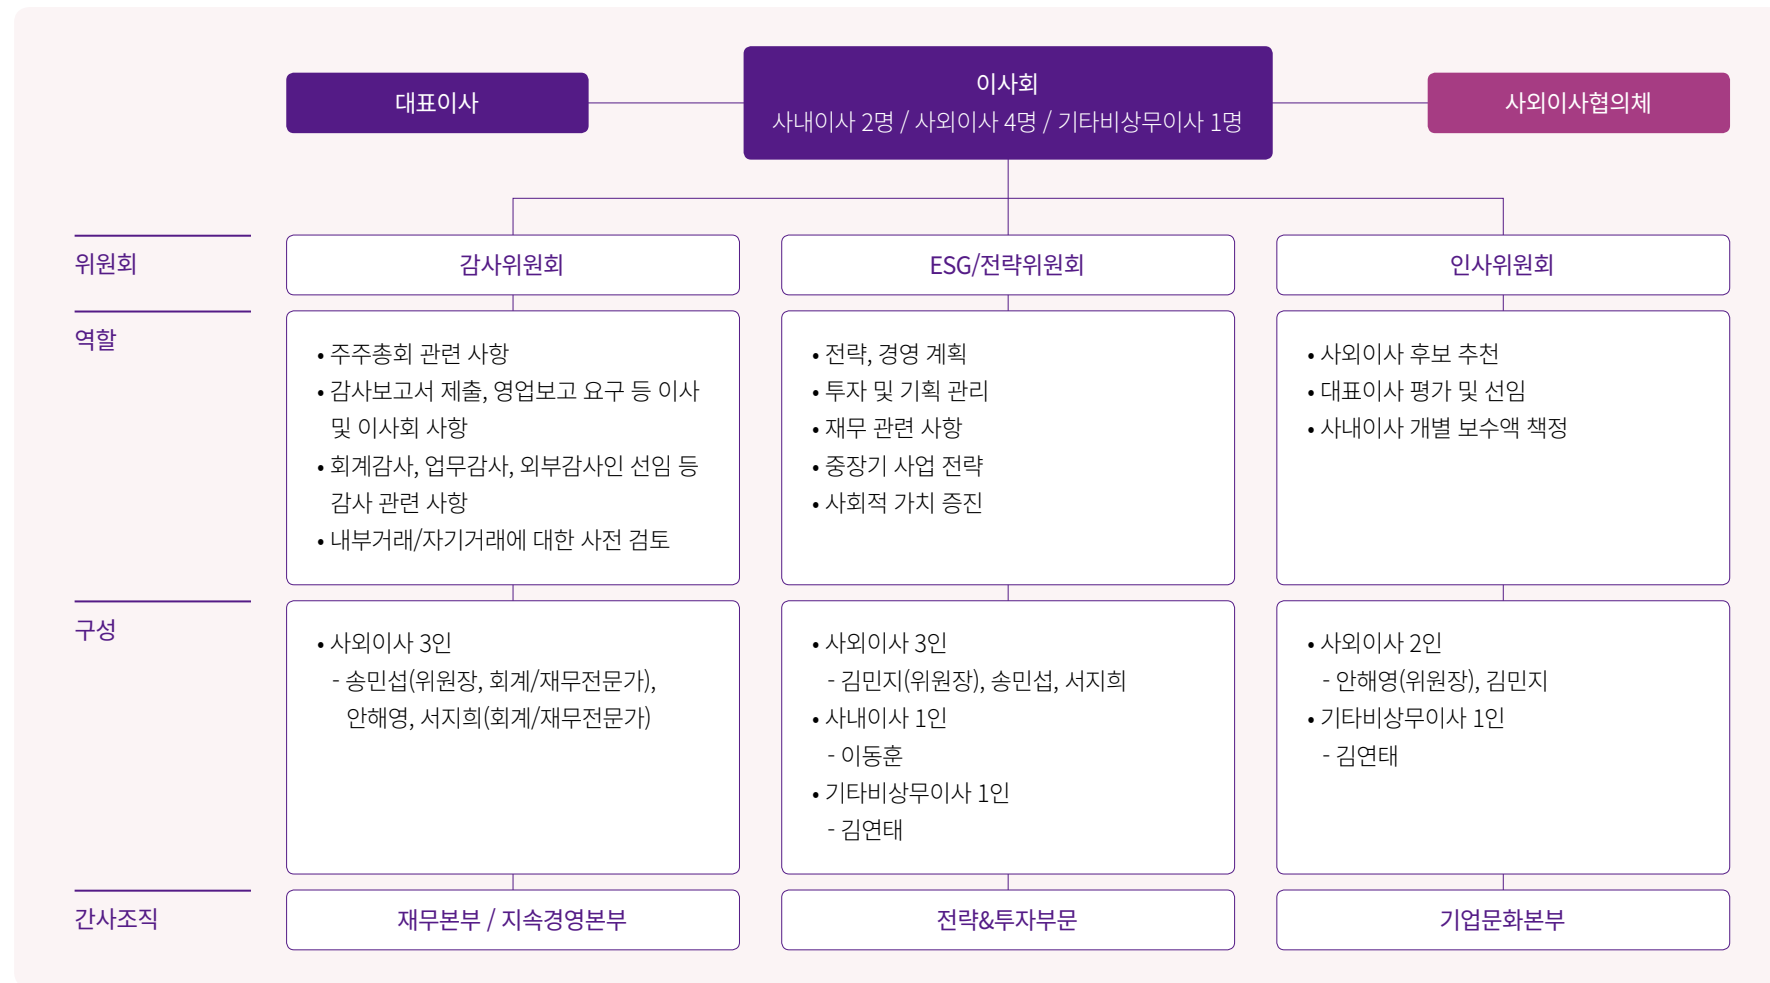 대표이사
이사회
사내이사 2명 / 사외이사 4명 / 기타비상무이사 1명
사외이사협의체
위원회
감사위원회
ESG/전략위원회
인사위원회
역할
• 주주총회 관련 사항
• 감사보고서 제출, 영업보고 요구 등 이사
및 이사회 사항
• 회계감사, 업무감사, 외부감사인 선임 등
감사 관련 사항
• 내부거래/자기거래에 대한 사전 검토
• 전략, 경영 계획
• 투자 및 기획 관리
• 재무 관련 사항
• 중장기 사업 전략
• 사회적 가치 증진
• 사외이사 후보 추천
• 대표이사 평가 및 선임
• 사내이사 개별 보수액 책정
구성
• 사외이사 3인
- 송민섭(위원장, 회계/재무전문가),
안해영, 서지희(회계/재무전문가)
• 사외이사 3인
- 김민지(위원장), 송민섭, 서지희
• 사내이사 1인
- 이동훈
• 기타비상무이사 1인
- 김연태
• 사외이사 2인
- 안해영(위원장), 김민지
• 기타비상무이사 1인
- 김연태
간사조직
재무본부 / 지속경영본부
전략&투자부문
기업문화본부